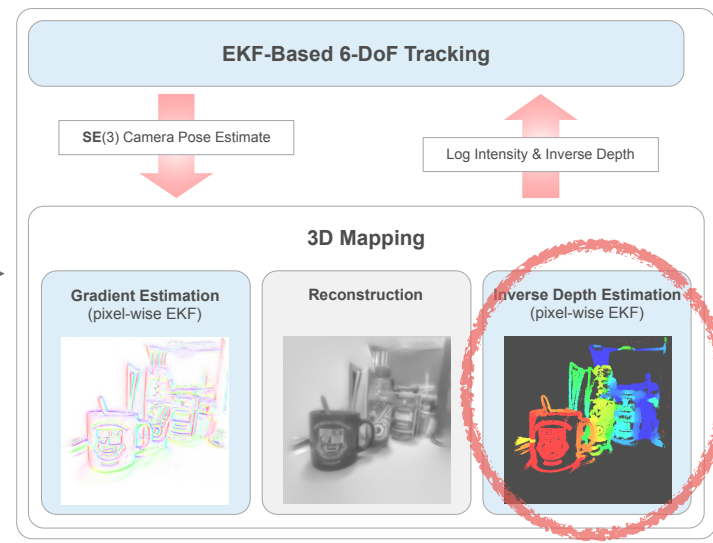 EKF-Based 6-DoF Tracking
SE(3) Camera Pose Estimate
Log Intensity & Inverse Depth
3D Mapping
Gradient Estimation
(pixel-wise EKF)
Reconstruction
Inverse Depth Estimation
(pixel-wise EKF)